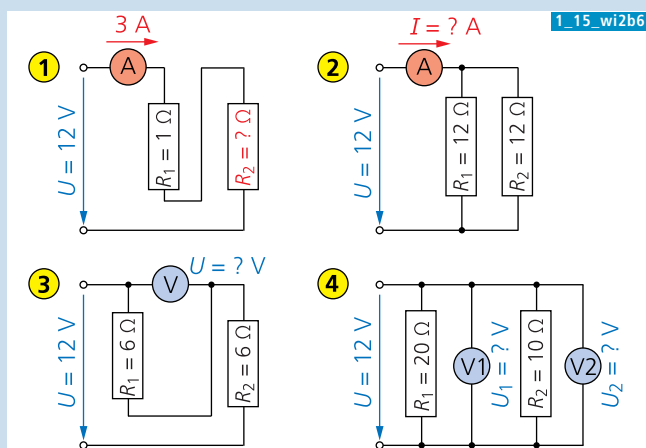 1_15_wi2b6
1
3 A
A
U = 12 V
R1 = 1 Ω
R2 = ? Ω
2
I = ? A
A
U = 12 V
R1 = 12 Ω
R2 = 12 Ω
3
V
U = ? V
U = 12 V
R1 = 6 Ω
R2 = 6 Ω
4
U = 12 V
R1 = 20 Ω
V1
U1 = ? V
R2 = 10 Ω
V2
U2 = ? V